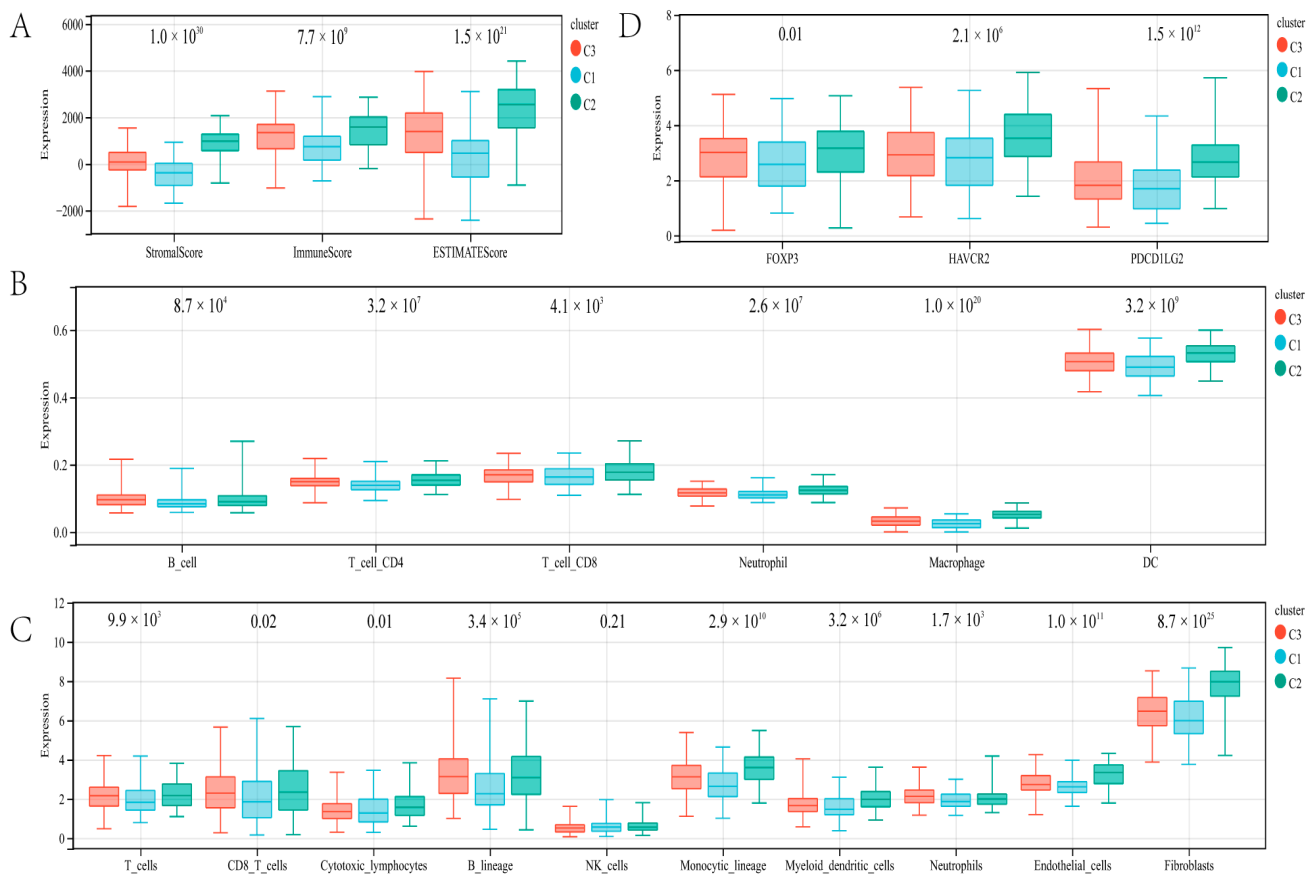 A
6000
4000
2000
0
−2000
Expression
1.0 × 10³⁰
7.7 × 10⁹
1.5 × 10²¹
StromalScore
ImmuneScore
ESTIMATEScore
cluster
C3
C1
C2
D
8
6
4
2
0
Expression
0.01
2.1 × 10⁶
1.5 × 10¹²
FOXP3
HAVCR2
PDCD1LG2
cluster
C3
C1
C2
B
0.6
0.4
0.2
0.0
Expression
8.7 × 10⁴
3.2 × 10⁷
4.1 × 10³
2.6 × 10⁷
1.0 × 10²⁰
3.2 × 10⁹
B_cell
T_cell_CD4
T_cell_CD8
Neutrophil
Macrophage
DC
cluster
C3
C1
C2
C
12
10
8
6
4
2
0
Expression
9.9 × 10³
0.02
0.01
3.4 × 10⁵
0.21
2.9 × 10¹⁰
3.2 × 10⁶
1.7 × 10³
1.0 × 10¹¹
8.7 × 10²⁵
T_cells
CD8_T_cells
Cytotoxic_lymphocytes
B_lineage
NK_cells
Monocytic_lineage
Myeloid_dendritic_cells
Neutrophils
Endothelial_cells
Fibroblasts
cluster
C3
C1
C2